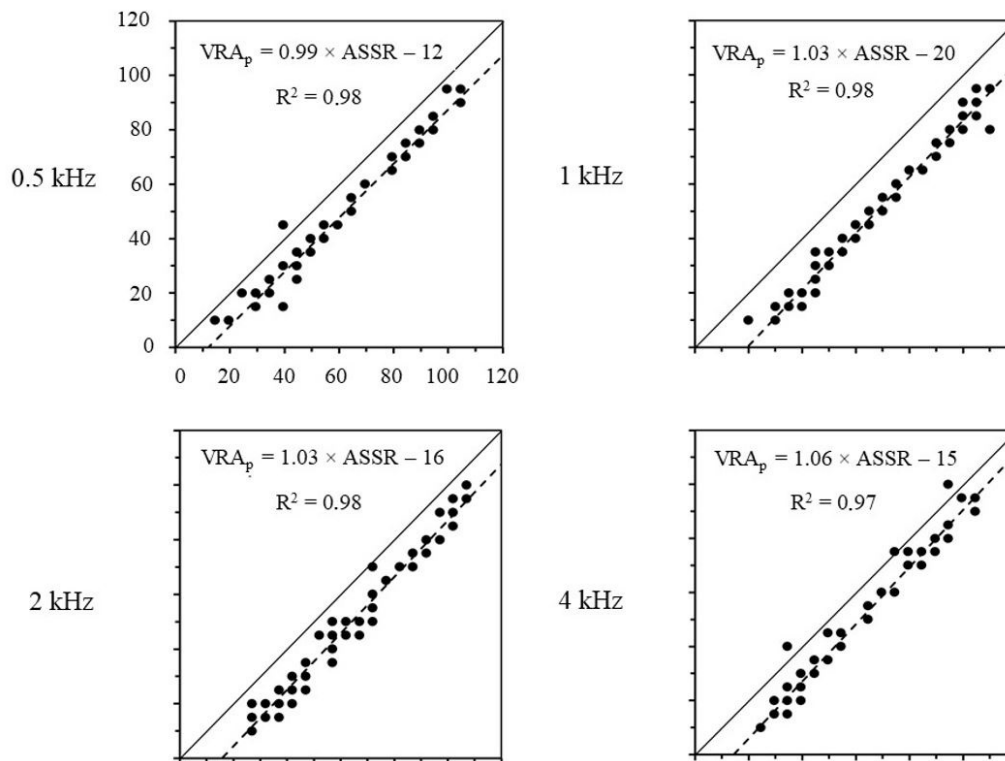 120
VRAp = 0.99 × ASSR – 12
100
R² = 0.98
80
0.5 kHz
60
40
20
0
0 20 40 60 80 100 120
VRAp = 1.03 × ASSR – 20
R² = 0.98
1 kHz
VRAp = 1.03 × ASSR – 16
R² = 0.98
2 kHz
VRAp = 1.06 × ASSR – 15
R² = 0.97
4 kHz